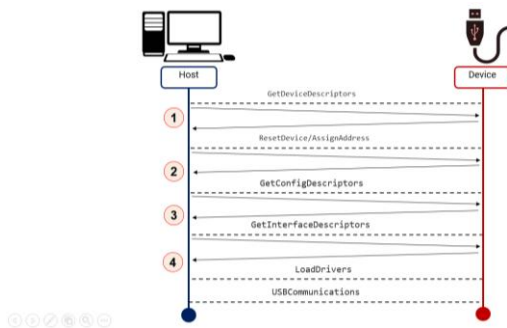 Host
Device
GetDeviceDescriptors
1
ResetDevice/AssignAddress
2
GetConfigDescriptors
3
GetInterfaceDescriptors
4
LoadDrivers
USBCommunications